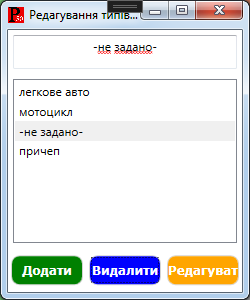 Редагування типів...
-не задано-
легкове авто
мотоцикл
-не задано-
причеп
Додати
Видалити
Редагуват